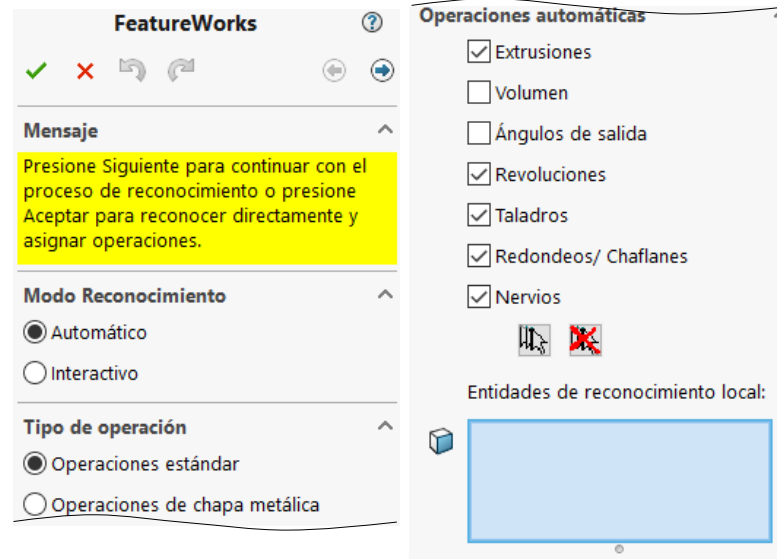 FeatureWorks
Mensaje
Presione Siguiente para continuar con el
proceso de reconocimiento o presione
Aceptar para reconocer directamente y
asignar operaciones.
Modo Reconocimiento
Automático
Interactivo
Tipo de operación
Operaciones estándar
Operaciones de chapa metálica
Operaciones automáticas
Extrusiones
Volumen
Ángulos de salida
Revoluciones
Taladros
Redondeos/ Chaflanes
Nervios
Entidades de reconocimiento local: